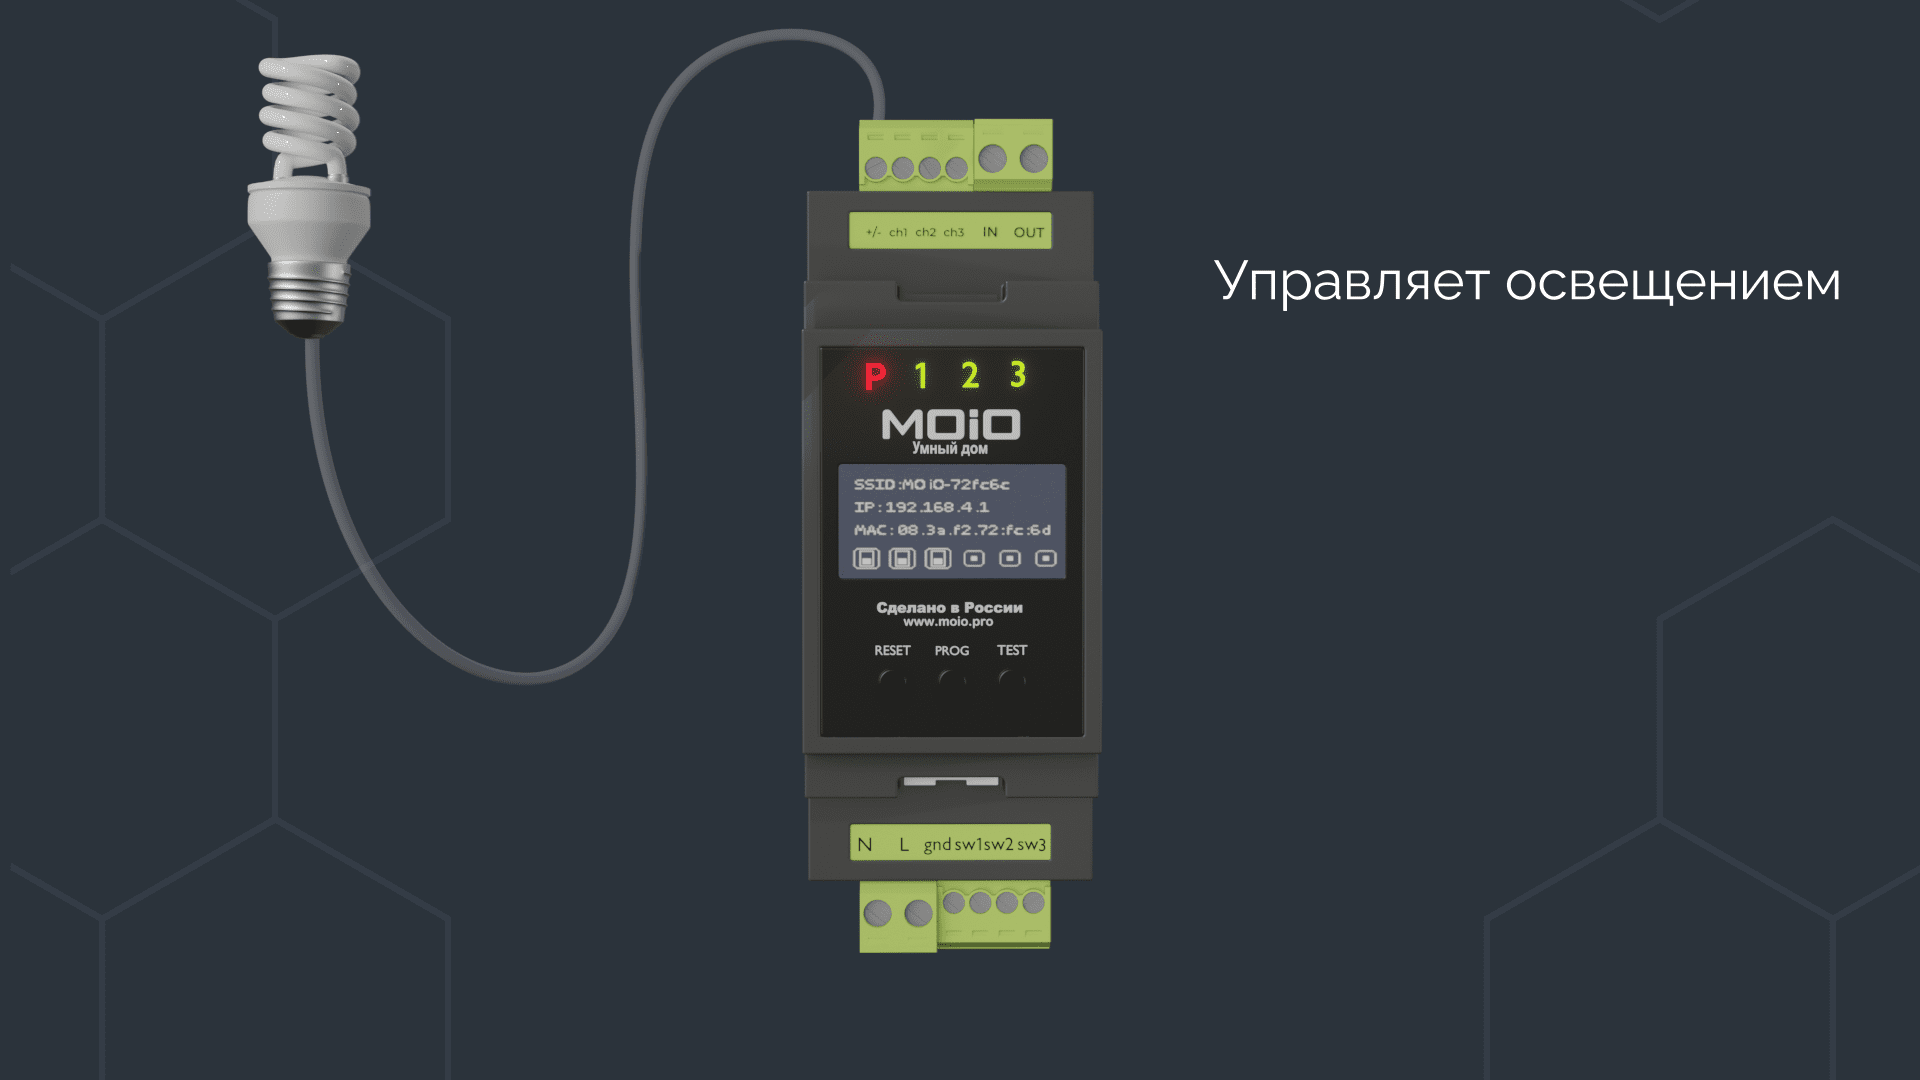 +/- ch1 ch2 ch3 IN OUT
Управляет освещением
P 1 2 3
MOiO
Умный дом
SSID:MOiO-72fc6c
IP:192.168.4.1
MAC:08.3a.f2.72:fc:6d
Сделано в России
www.moio.pro
RESET PROG TEST
N L gnd sw1 sw2 sw3